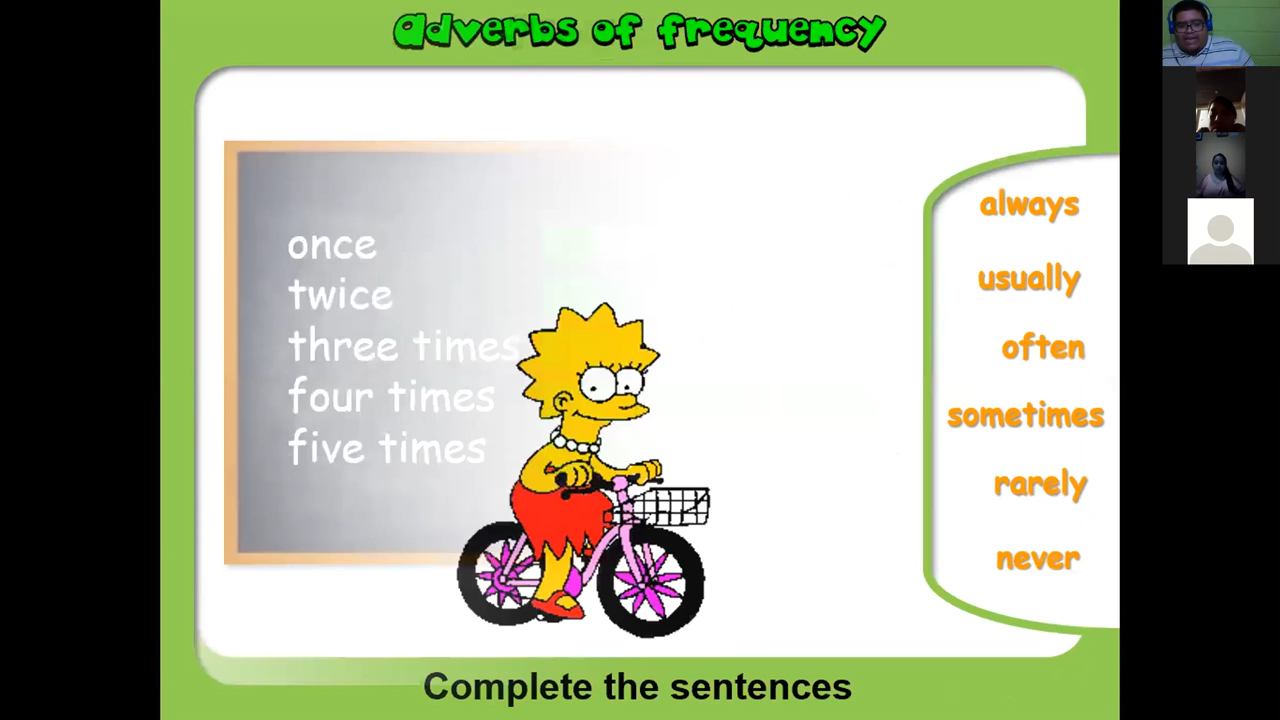 Adverbs of frequency
once
twice
three times
four times
five times
always
usually
often
sometimes
rarely
never
Complete the sentences